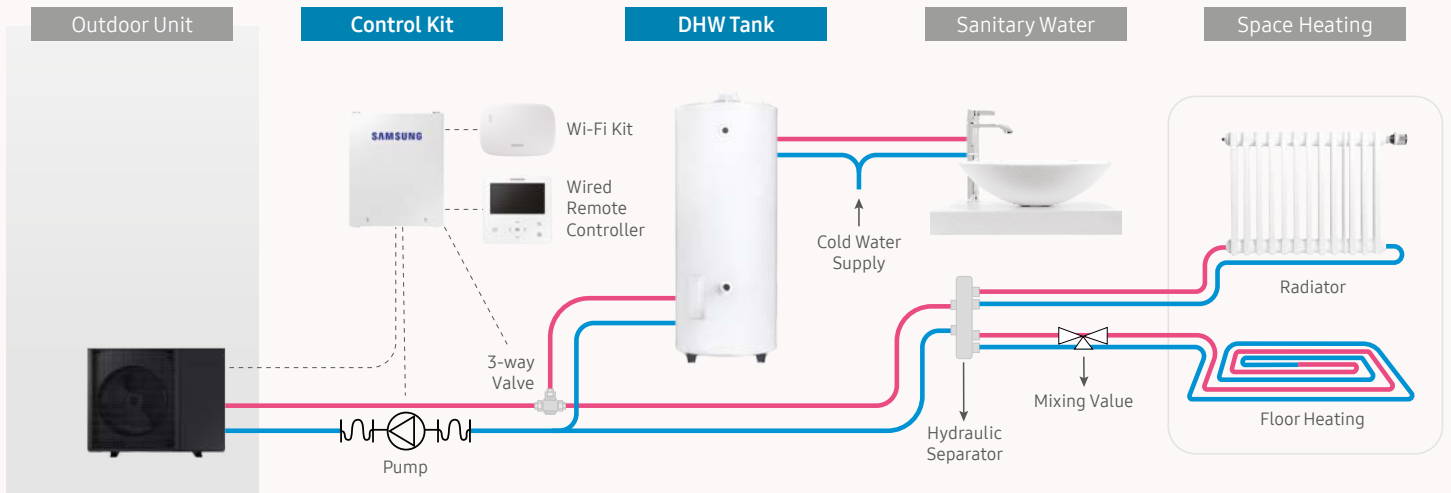 Outdoor Unit
Control Kit
DHW Tank
Sanitary Water
Space Heating
SAMSUNG
Wi-Fi Kit
Wired
Remote
Controller
Cold Water
Supply
Radiator
3-way
Valve
Mixing Value
Floor Heating
Hydraulic
Separator
Pump